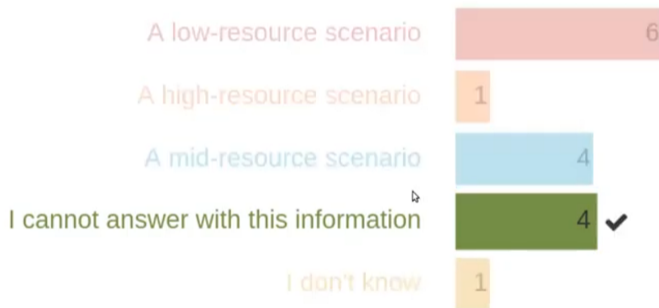 A low-resource scenario 6
A high-resource scenario 1
A mid-resource scenario 4
I cannot answer with this information 4
I don't know 1